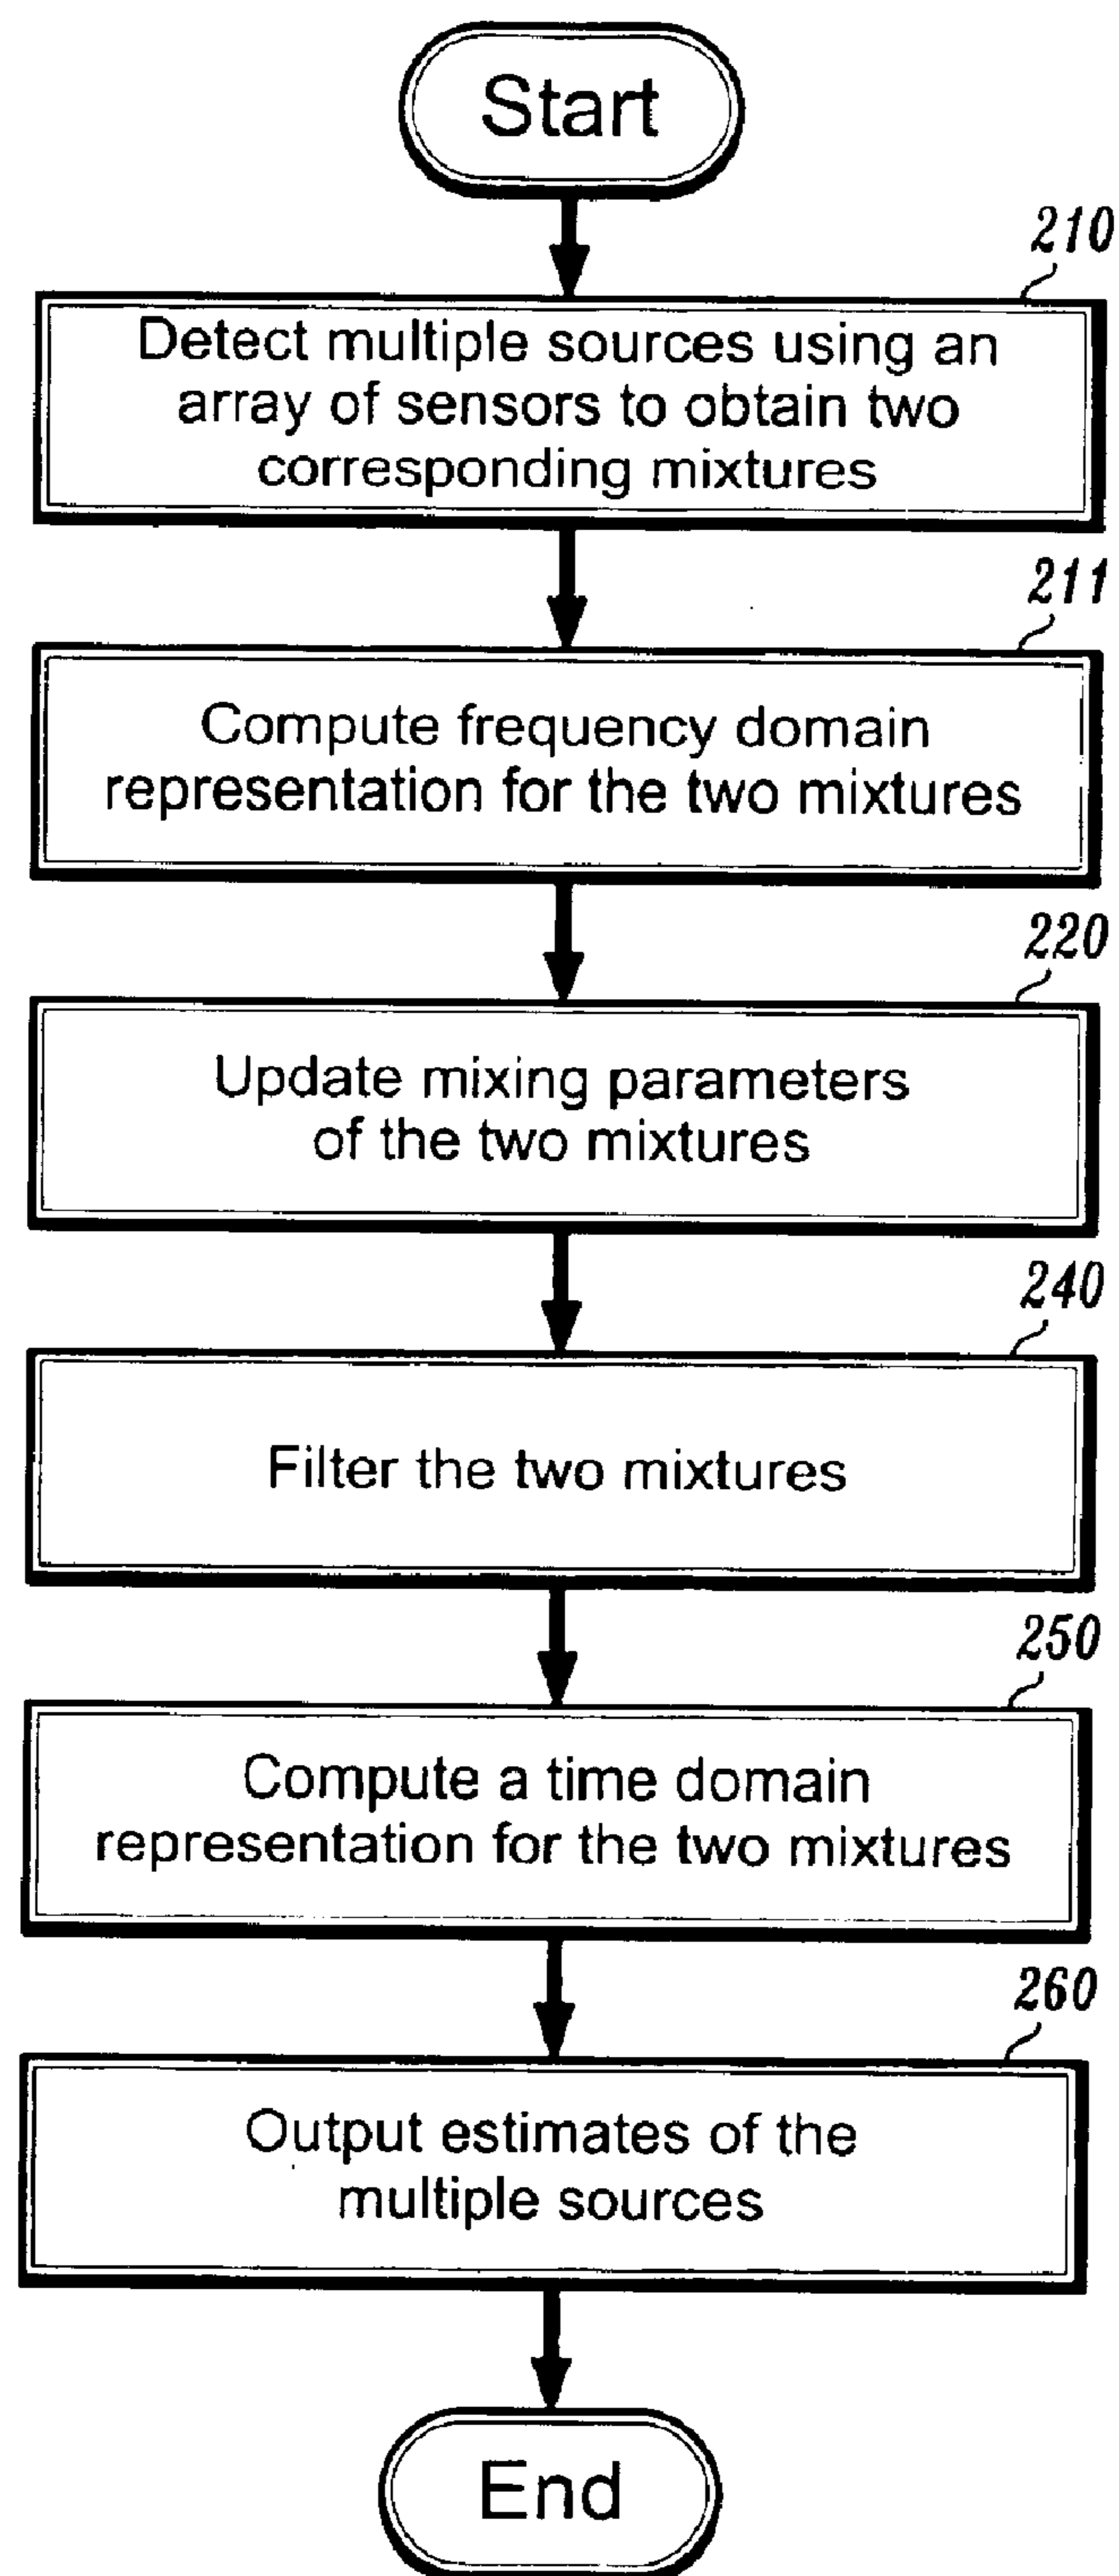 Start
210
Detect multiple sources using an
array of sensors to obtain two
corresponding mixtures
211
Compute frequency domain
representation for the two mixtures
220
Update mixing parameters
of the two mixtures
240
Filter the two mixtures
250
Compute a time domain
representation for the two mixtures
260
Output estimates of the
multiple sources
End